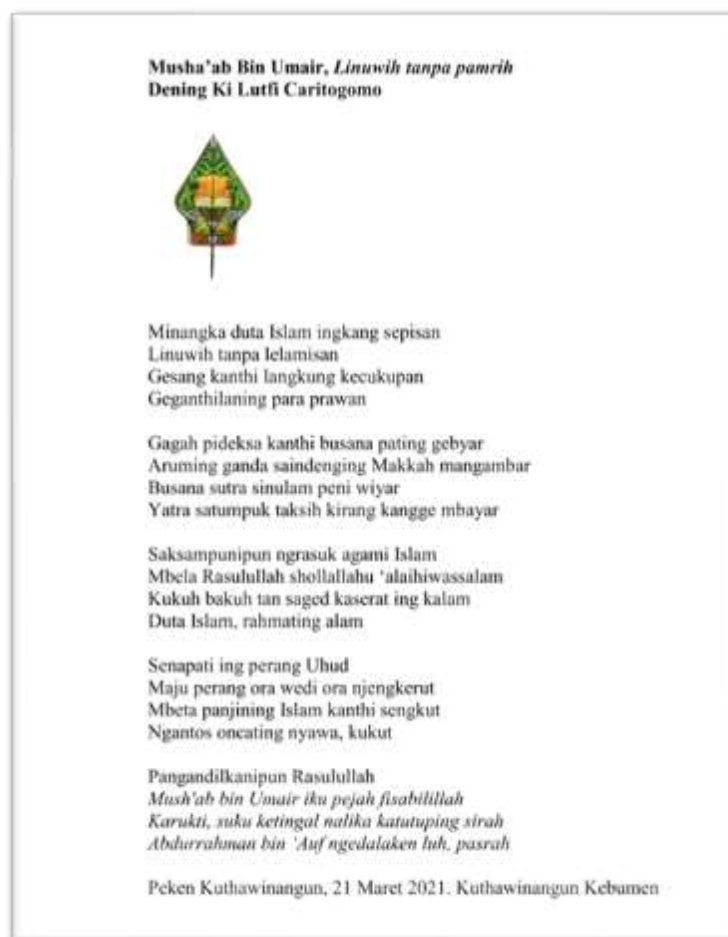 Musha'ab Bin Umair, Linuwih tanpa pamrih
Dening Ki Lutfi Caritogomo
Minangka duta Islam ingkang sepisan
Linuwih tanpa lelamisan
Gesang kanthi langkung kecukupan
Geganthilaning para prawan
Gagah pideksa kanthi busana pating gebyar
Aruming ganda saindenging Makkah mangambar
Busana sutra sinulam peni wiyar
Yatra satumpuk taksih kirang kangge mbayar
Saksampunipun ngrasuk agami Islam
Mbela Rasulullah shollallahu 'alaihiwassalam
Kukuh bakuh tan saged kaserat ing kalam
Duta Islam, rahmating alam
Senapati ing perang Uhud
Maju perang ora wedi ora njengkerut
Mbeta panjining Islam kanthi sengkut
Ngantos oncating nyawa, kukut
Pangandilkanipun Rasulullah
Mush'ab bin Umair iku pejah fisabilillah
Karukti, suku ketingal nalika katutuping sirah
Abdurrahman bin 'Auf ngedalaken luh, pasrah
Peken Kuthawinangun, 21 Maret 2021. Kuthawinangun Kebumen